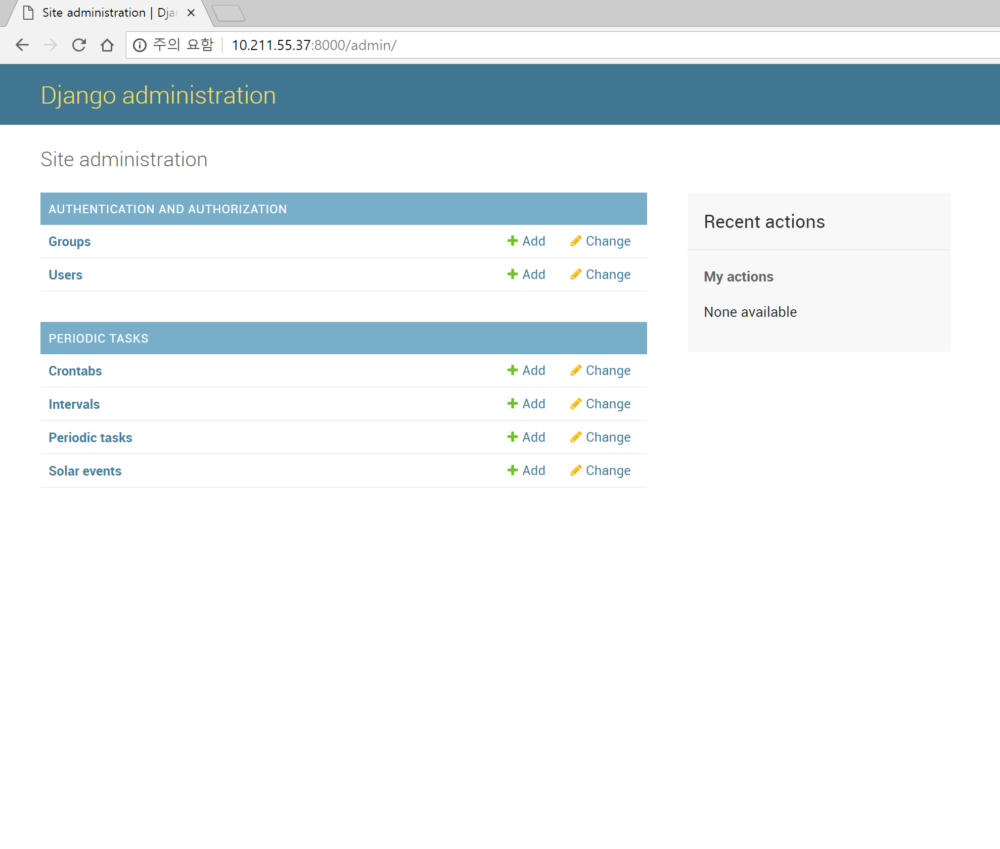 Site administration | Djan
주의 요함 10.211.55.37:8000/admin/
Django administration
Site administration
AUTHENTICATION AND AUTHORIZATION
Groups Add Change
Users Add Change
PERIODIC TASKS
Crontabs Add Change
Intervals Add Change
Periodic tasks Add Change
Solar events Add Change
Recent actions
My actions
None available